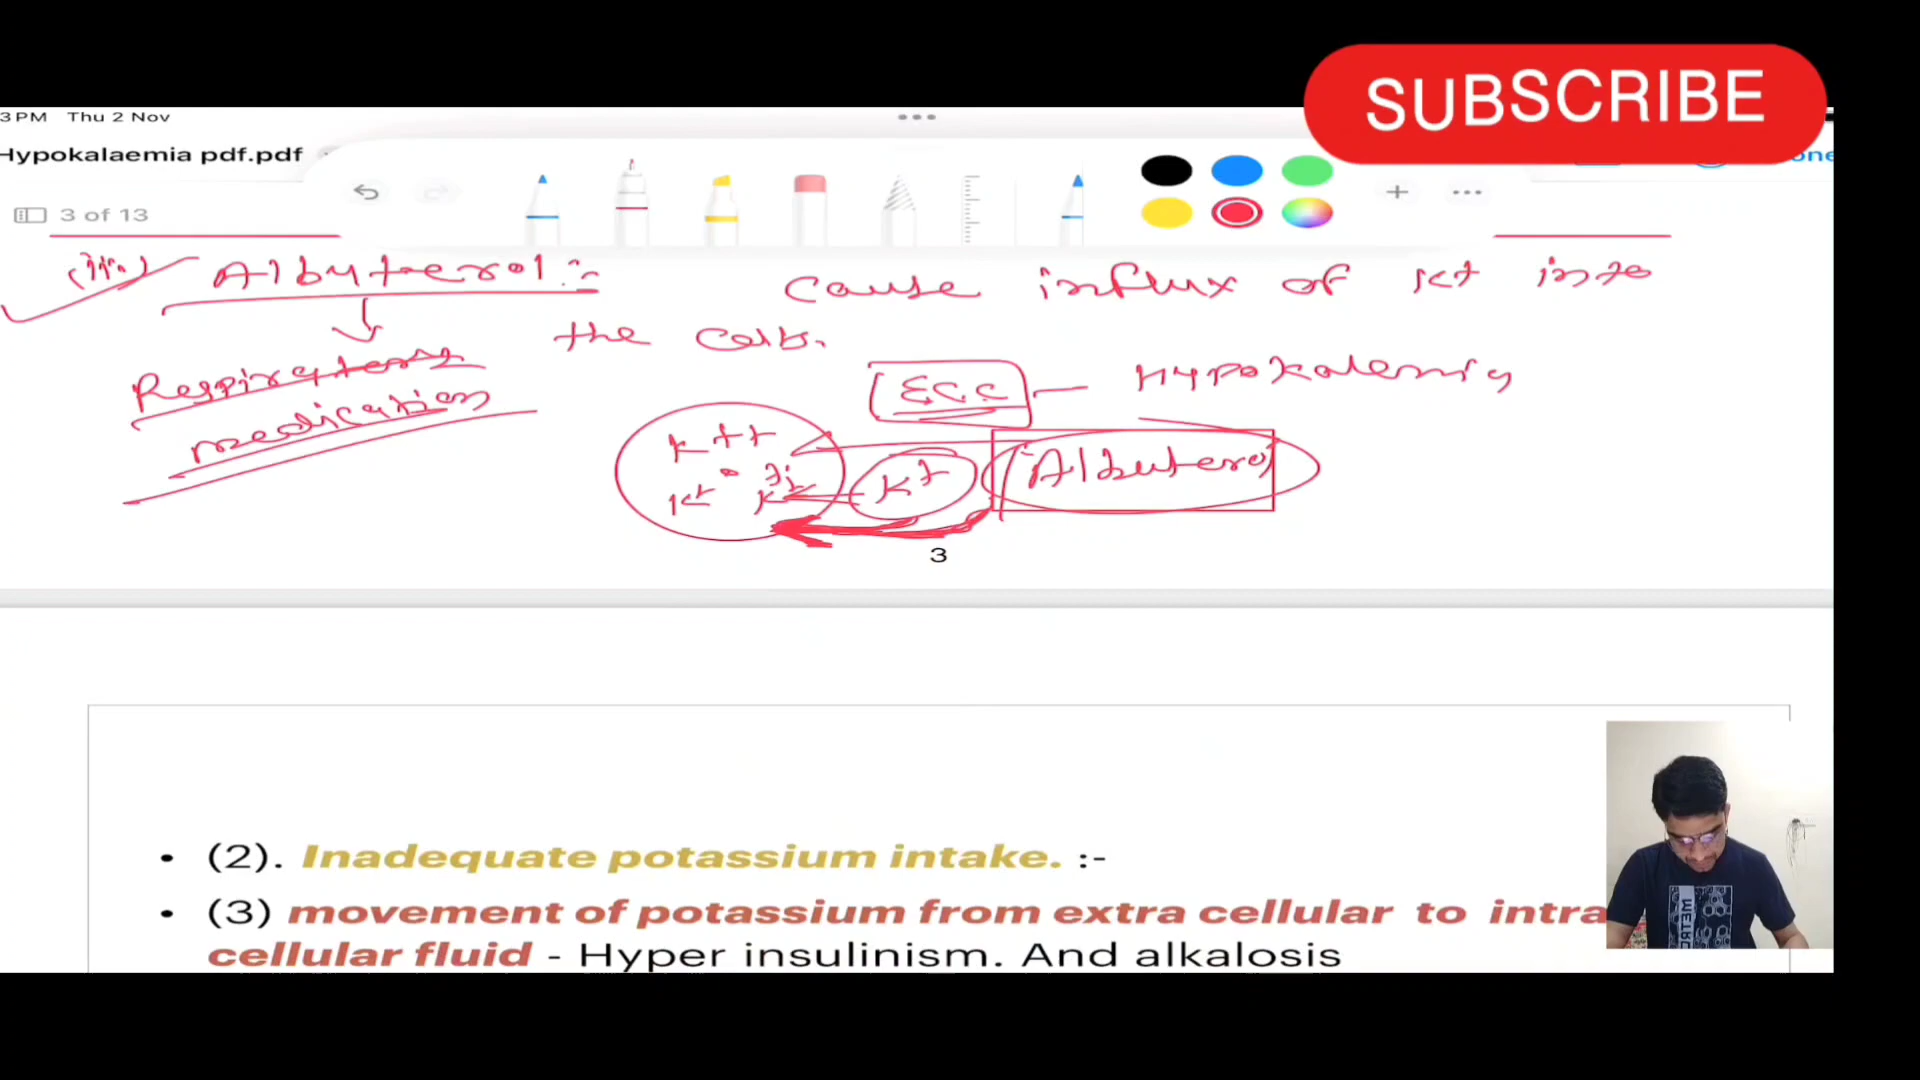 SUBSCRIBE
3 PM Thu 2 Nov
Hypokalaemia pdf.pdf
3 of 13
(iii.) Albuterol :- Cause influx of K+ into
the cells.
Respiratory
medication
ECC — Hypokalemia
K++
K+ K+ K+ Albuterol
3
• (2). Inadequate potassium intake. :-
• (3) movement of potassium from extra cellular to intra
cellular fluid - Hyper insulinism. And alkalosis